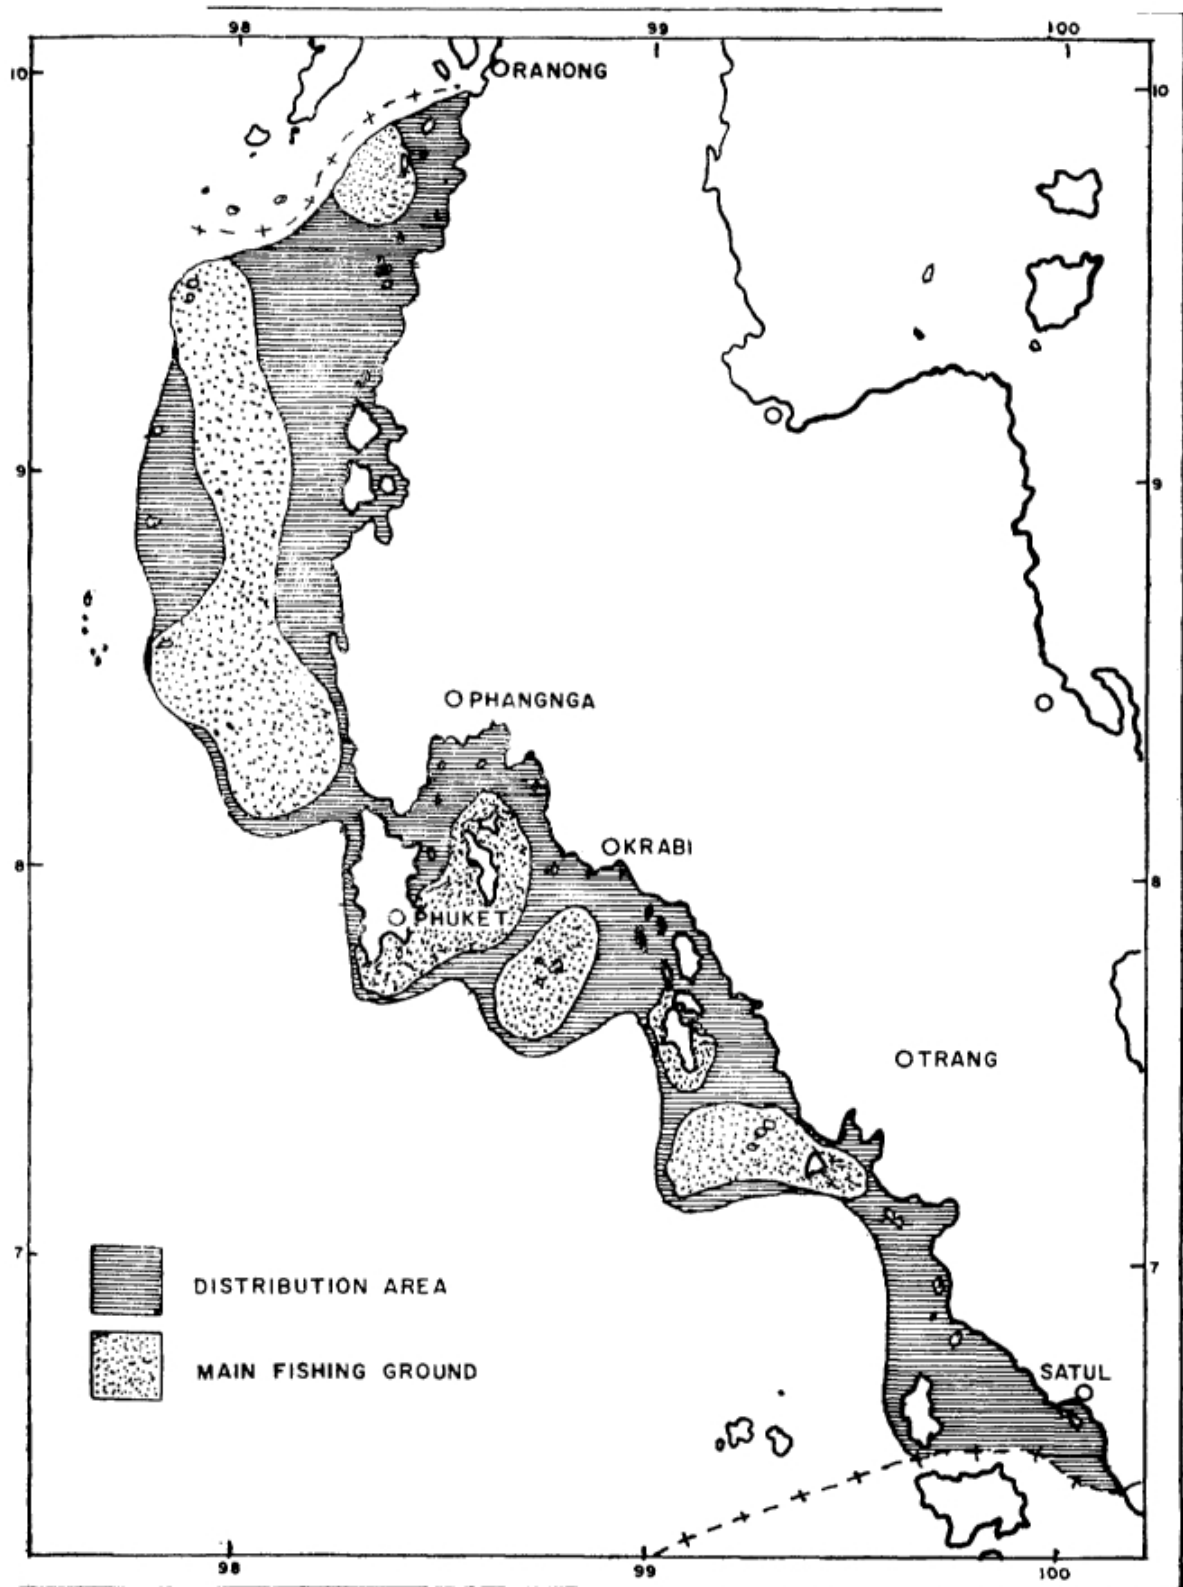 98 99 100
10 RANONG 10
9 9
PHANGNGA
KRABI
8 8
PHUKET
TRANG
7 7
DISTRIBUTION AREA
MAIN FISHING GROUND
SATUL
98 99 100